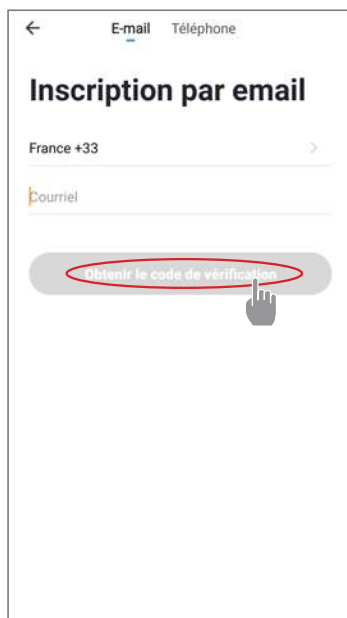 E-mail Téléphone
Inscription par email
France +33
Courriel
Obtenir le code de vérification